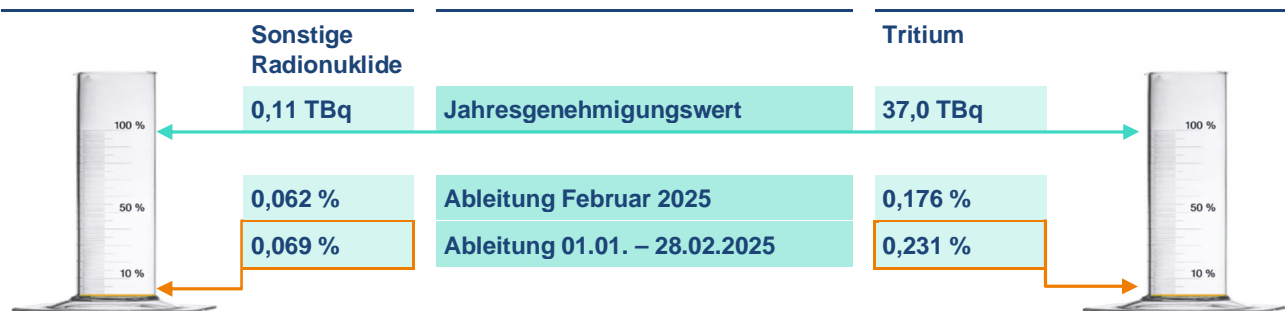 Sonstige
Radionuklide
Tritium
0,11 TBq
Jahresgenehmigungswert
37,0 TBq
100 %
100 %
0,062 %
Ableitung Februar 2025
0,176 %
50 %
50 %
0,069 %
Ableitung 01.01. – 28.02.2025
0,231 %
10 %
10 %